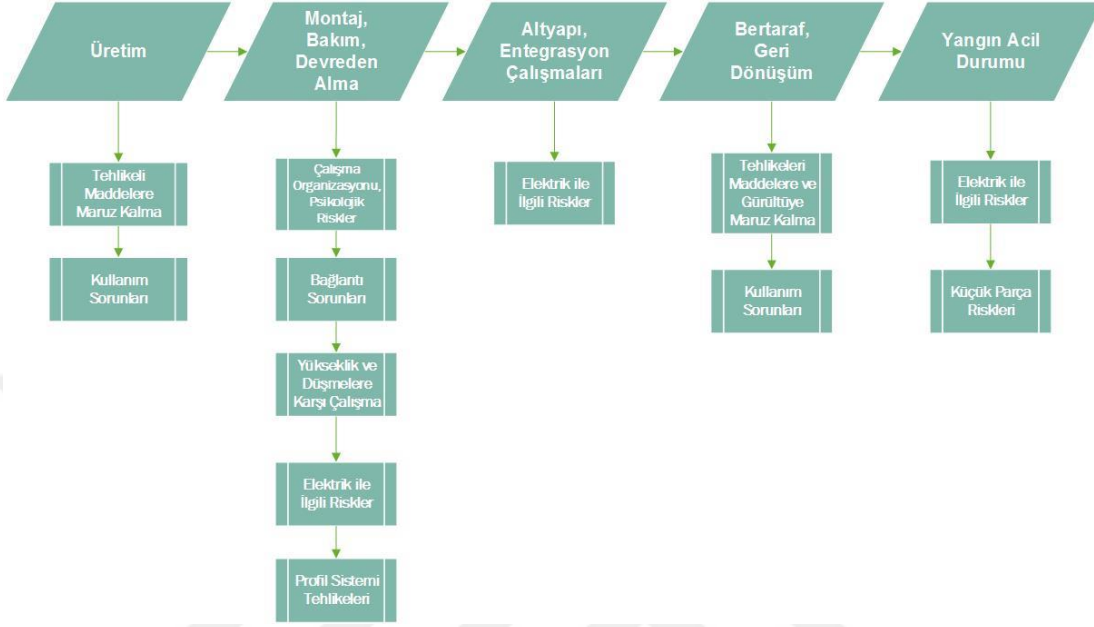 Üretim
Montaj,
Bakım,
Devreden
Alma
Altyapı,
Entegrasyon
Çalışmaları
Bertaraf,
Geri
Dönüşüm
Yangın Acil
Durumu
Tehlikeli
Maddelere
Maruz Kalma
Kullanım
Sorunları
Çalışma
Organizasyonu,
Psikolojik
Riskler
Bağlantı
Sorunları
Yükseklik ve
Düşmelere
Karşı Çalışma
Elektrik ile
İlgili Riskler
Profil Sistemi
Tehlikeleri
Elektrik ile
İlgili Riskler
Tehlikeleri
Maddelere ve
Gürültüye
Maruz Kalma
Kullanım
Sorunları
Elektrik ile
İlgili Riskler
Küçük Parça
Riskleri